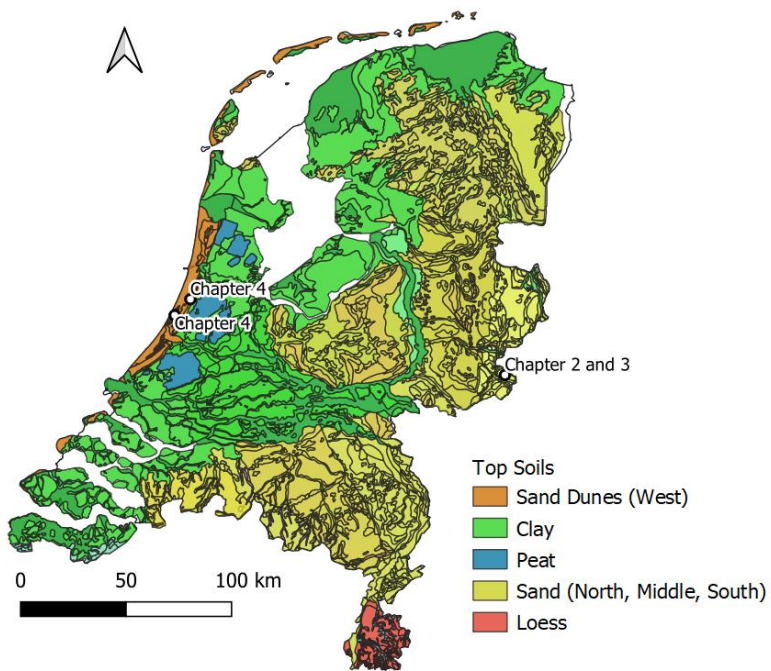 Chapter 4
Chapter 4
Chapter 2 and 3
Top Soils
Sand Dunes (West)
Clay
Peat
Sand (North, Middle, South)
Loess
0 50 100 km